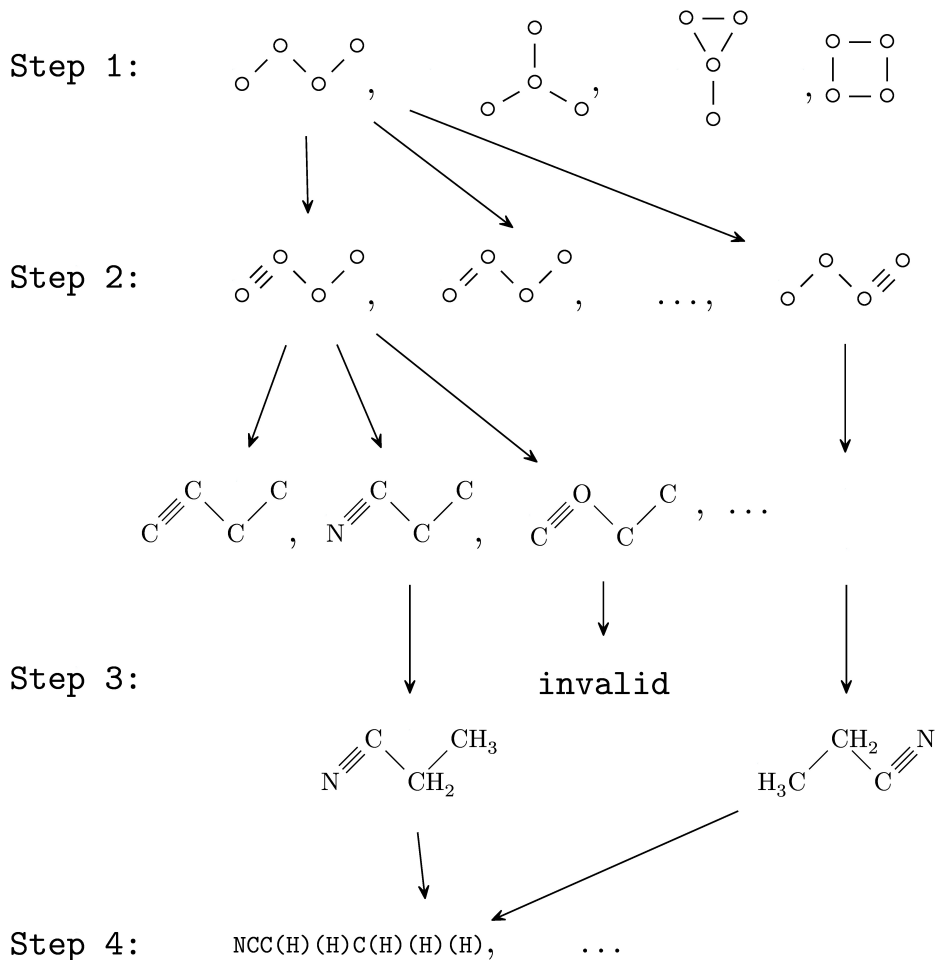 Step 1:
, , ,
Step 2:
, , ...,
C C C C , N C C C , C O C C , ...
Step 3:
invalid
N C CH₂ CH₃
H₃C CH₂ C N
Step 4: NCC(H)(H)C(H)(H)(H), ...